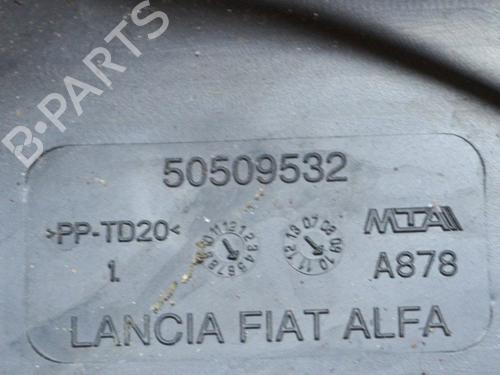 B-PARTS
50509532
>PP-TD20< MTA
1. A878
LANCIA FIAT ALFA